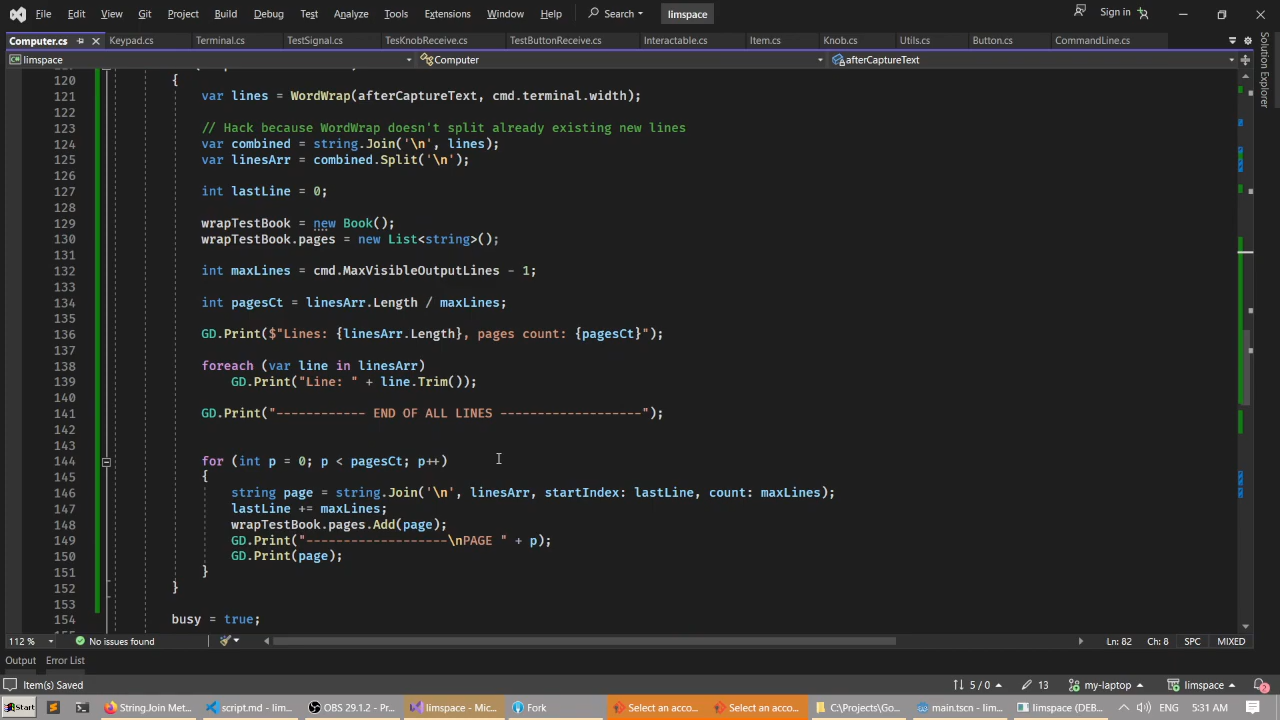 File Edit View Git Project Build Debug Test Analyze Tools Extensions Window Help Search limspace Sign in
Computer.cs Keypad.cs Terminal.cs TestSignal.cs TesKnobReceive.cs TestButtonReceive.cs Interactable.cs Item.cs Knob.cs Utils.cs Button.cs CommandLine.cs
limspace Computer afterCaptureText
Solution Explorer
120 {
121 var lines = WordWrap(afterCaptureText, cmd.terminal.width);
122
123 // Hack because WordWrap doesn't split already existing new lines
124 var combined = string.Join('\n', lines);
125 var linesArr = combined.Split('\n');
126
127 int lastLine = 0;
128
129 wrapTestBook = new Book();
130 wrapTestBook.pages = new List<string>();
131
132 int maxLines = cmd.MaxVisibleOutputLines - 1;
133
134 int pagesCt = linesArr.Length / maxLines;
135
136 GD.Print($"Lines: {linesArr.Length}, pages count: {pagesCt}");
137
138 foreach (var line in linesArr)
139 GD.Print("Line: " + line.Trim());
140
141 GD.Print("------------ END OF ALL LINES -------------------");
142
143
144 for (int p = 0; p < pagesCt; p++)
145 {
146 string page = string.Join('\n', linesArr, startIndex: lastLine, count: maxLines);
147 lastLine += maxLines;
148 wrapTestBook.pages.Add(page);
149 GD.Print("-------------------\nPAGE " + p);
150 GD.Print(page);
151 }
152 }
153
154 busy = true;
112 % No issues found Ln: 82 Ch: 8 SPC MIXED
Output Error List
Item(s) Saved 5 / 0 13 my-laptop limspace 2
Start String.Join Met... script.md - lim... OBS 29.1.2 - Pr... limspace - Mic... Fork Select an acco... Select an acco... C:\Projects\Go... main.tscn - lim... limspace (DEB... 5:31 AM